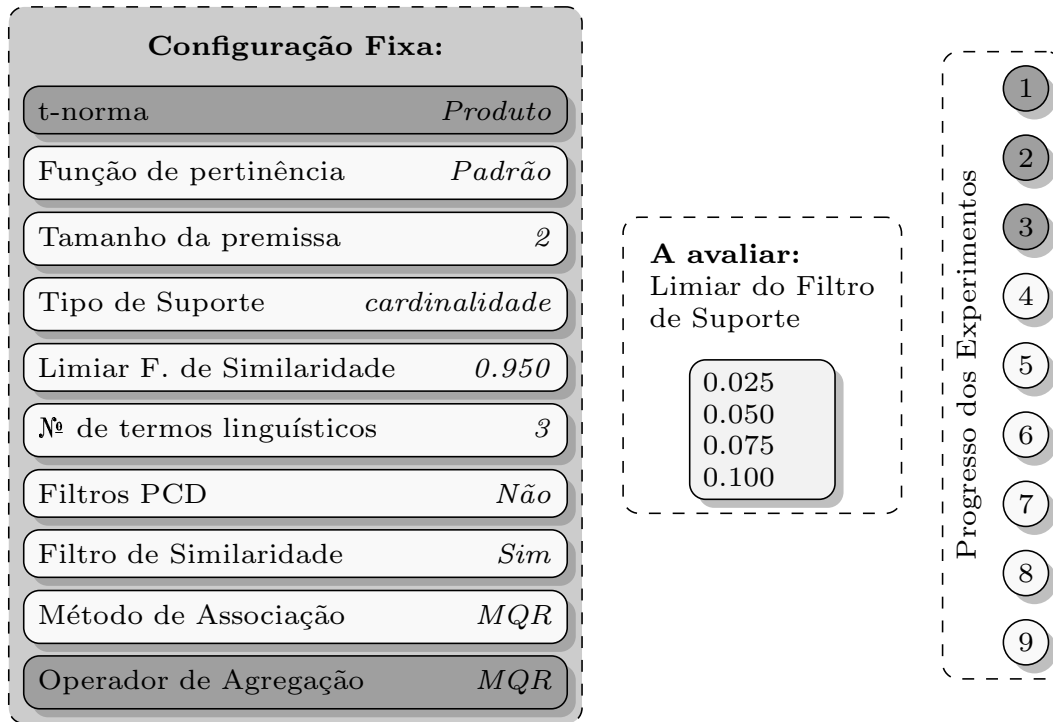 Configuração Fixa:
t-norma Produto
Função de pertinência Padrão
Tamanho da premissa 2
Tipo de Suporte cardinalidade
Limiar F. de Similaridade 0.950
№ de termos linguísticos 3
Filtros PCD Não
Filtro de Similaridade Sim
Método de Associação MQR
Operador de Agregação MQR
A avaliar:
Limiar do Filtro
de Suporte
0.025
0.050
0.075
0.100
Progresso dos Experimentos
1
2
3
4
5
6
7
8
9